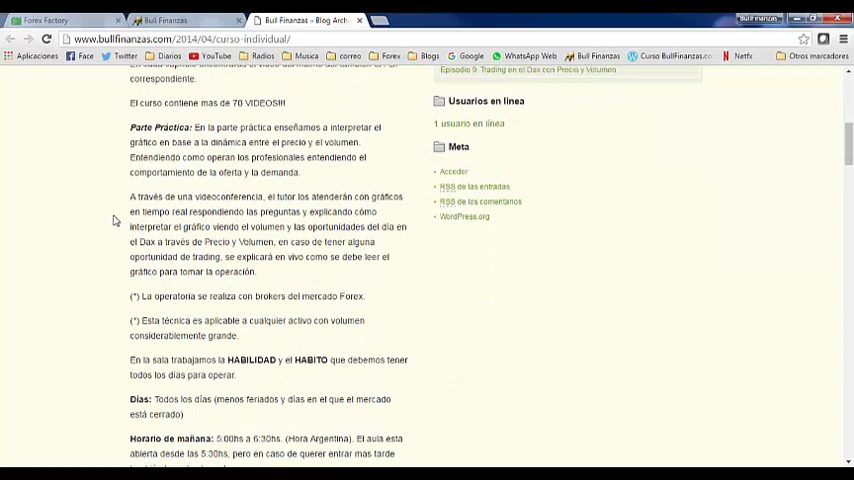 Forex Factory
Bull Finanzas
Bull Finanzas » Blog Arch
Bullfinanzas
www.bullfinanzas.com/2014/04/curso-individual/
Aplicaciones
Face
Twitter
Diarios
YouTube
Radios
Musica
correo
Forex
Blogs
Google
WhatsApp Web
Bull Finanzas
Curso BullFinanzas.co
Netfx
Otros marcadores
correspondiente.
El curso contiene mas de 70 VIDEOS!!!
Parte Práctica: En la parte práctica enseñamos a interpretar el
gráfico en base a la dinámica entre el precio y el volumen.
Entendiendo como operan los profesionales entendiendo el
comportamiento de la oferta y la demanda.
A través de una videoconferencia, el tutor los atenderán con gráficos
en tiempo real respondiendo las preguntas y explicando cómo
interpretar el gráfico viendo el volumen y las oportunidades del día en
el Dax a través de Precio y Volumen, en caso de tener alguna
oportunidad de trading, se explicará en vivo como se debe leer el
gráfico para tomar la operación.
(*) La operatoria se realiza con brokers del mercado Forex.
(*) Esta técnica es aplicable a cualquier activo con volumen
considerablemente grande.
En la sala trabajamos la HABILIDAD y el HABITO que debemos tener
todos los días para operar.
Dias: Todos los días (menos feriados y días en el que el mercado
está cerrado)
Horario de mañana: 5:00hs a 6:30hs. (Hora Argentina). El aula esta
abierta desde las 5:30hs, pero en caso de querer entrar mas tarde
Episodio 9: Trading en el Dax con Precio y Volumen
Usuarios en linea
1 usuario en línea
Meta
Acceder
RSS de las entradas
RSS de los comentarios
WordPress.org